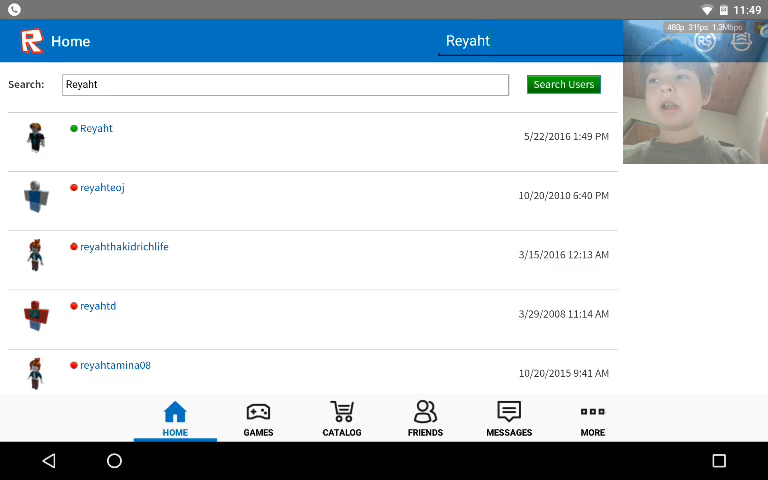 11:49
480p 31fps 1.3Mbps
R Home
Reyaht
R$
Search:
Reyaht
Search Users
Reyaht
5/22/2016 1:49 PM
reyahteoj
10/20/2010 6:40 PM
reyahthakidrichlife
3/15/2016 12:13 AM
reyahtd
3/29/2008 11:14 AM
reyahtamina08
10/20/2015 9:41 AM
HOME
GAMES
CATALOG
FRIENDS
MESSAGES
MORE